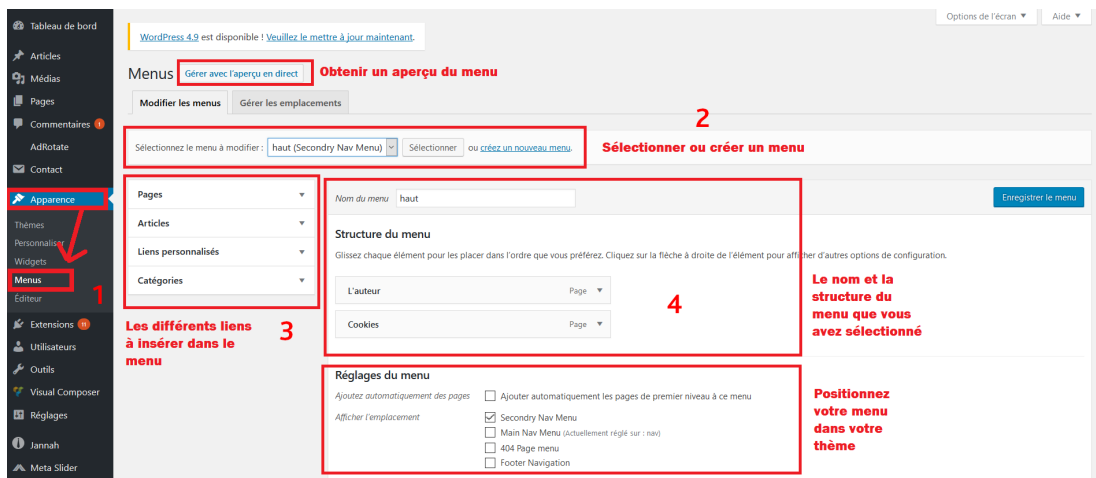 Options de l'écran ▼ Aide ▼
Tableau de bord
Articles
Médias
Pages
Commentaires 1
AdRotate
Contact
Apparence
Thèmes
Personnaliser
Widgets
Menus
Éditeur
1
Extensions 11
Utilisateurs
Outils
Visual Composer
Réglages
Jannah
Meta Slider
WordPress 4.9 est disponible ! Veuillez le mettre à jour maintenant.
Menus Gérer avec l'aperçu en direct Obtenir un aperçu du menu
Modifier les menus Gérer les emplacements
2
Sélectionnez le menu à modifier : haut (Secondry Nav Menu) Sélectionner ou créez un nouveau menu. Sélectionner ou créer un menu
Pages ▼
Articles ▼
Liens personnalisés ▼
Catégories ▼
Les différents liens
à insérer dans le
menu
3
Nom du menu haut Enregistrer le menu
Structure du menu
Glissez chaque élément pour les placer dans l'ordre que vous préférez. Cliquez sur la flèche à droite de l'élément pour afficher d'autres options de configuration.
L'auteur Page ▼
Cookies Page ▼
4
Le nom et la
structure du
menu que vous
avez sélectionné
Réglages du menu
Ajoutez automatiquement des pages Ajouter automatiquement les pages de premier niveau à ce menu
Afficher l'emplacement Secondry Nav Menu
Main Nav Menu (Actuellement réglé sur : nav)
404 Page menu
Footer Navigation
Positionnez
votre menu
dans votre
thème